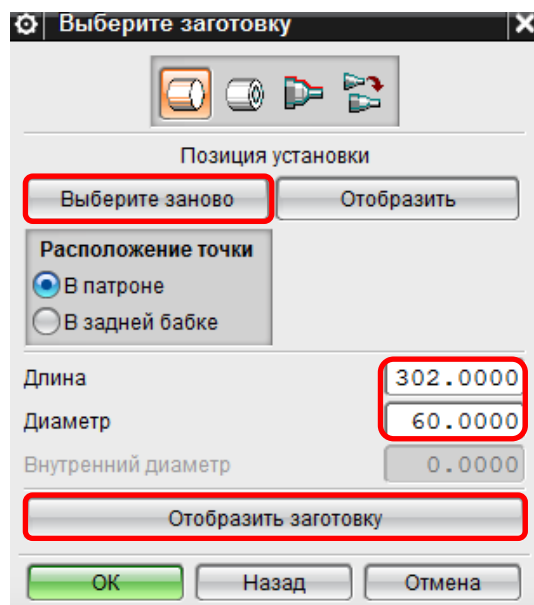 Выберите заготовку
Позиция установки
Выберите заново Отобразить
Расположение точки
В патроне
В задней бабке
Длина 302.0000
Диаметр 60.0000
Внутренний диаметр 0.0000
Отобразить заготовку
ОК Назад Отмена